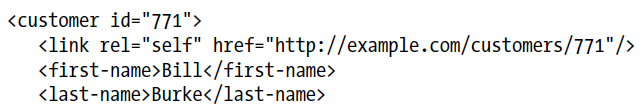 <customer id="771">
   <link rel="self" href="http://example.com/customers/771"/>
   <first-name>Bill</first-name>
   <last-name>Burke</last-name>